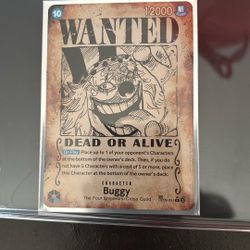 10 12000
WANTED
DEAD OR ALIVE
On Play Place up to 1 of your opponent's Characters
at the bottom of the owner's deck. Then, if you do
not have 5 Characters with a cost of 5 or more, place
this Character at the bottom of the owner's deck.
CHARACTER
Buggy
The Four Emperors/Cross Guild